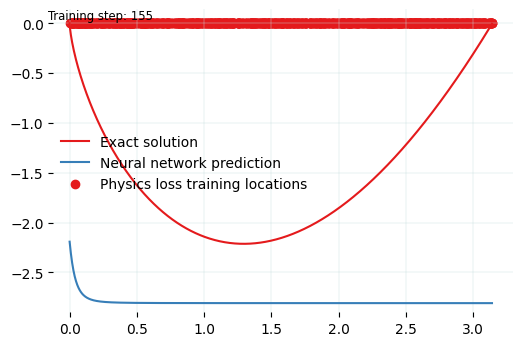 Training step: 155
0.0
−0.5
−1.0
−1.5
−2.0
−2.5
Exact solution
Neural network prediction
Physics loss training locations
0.0 0.5 1.0 1.5 2.0 2.5 3.0